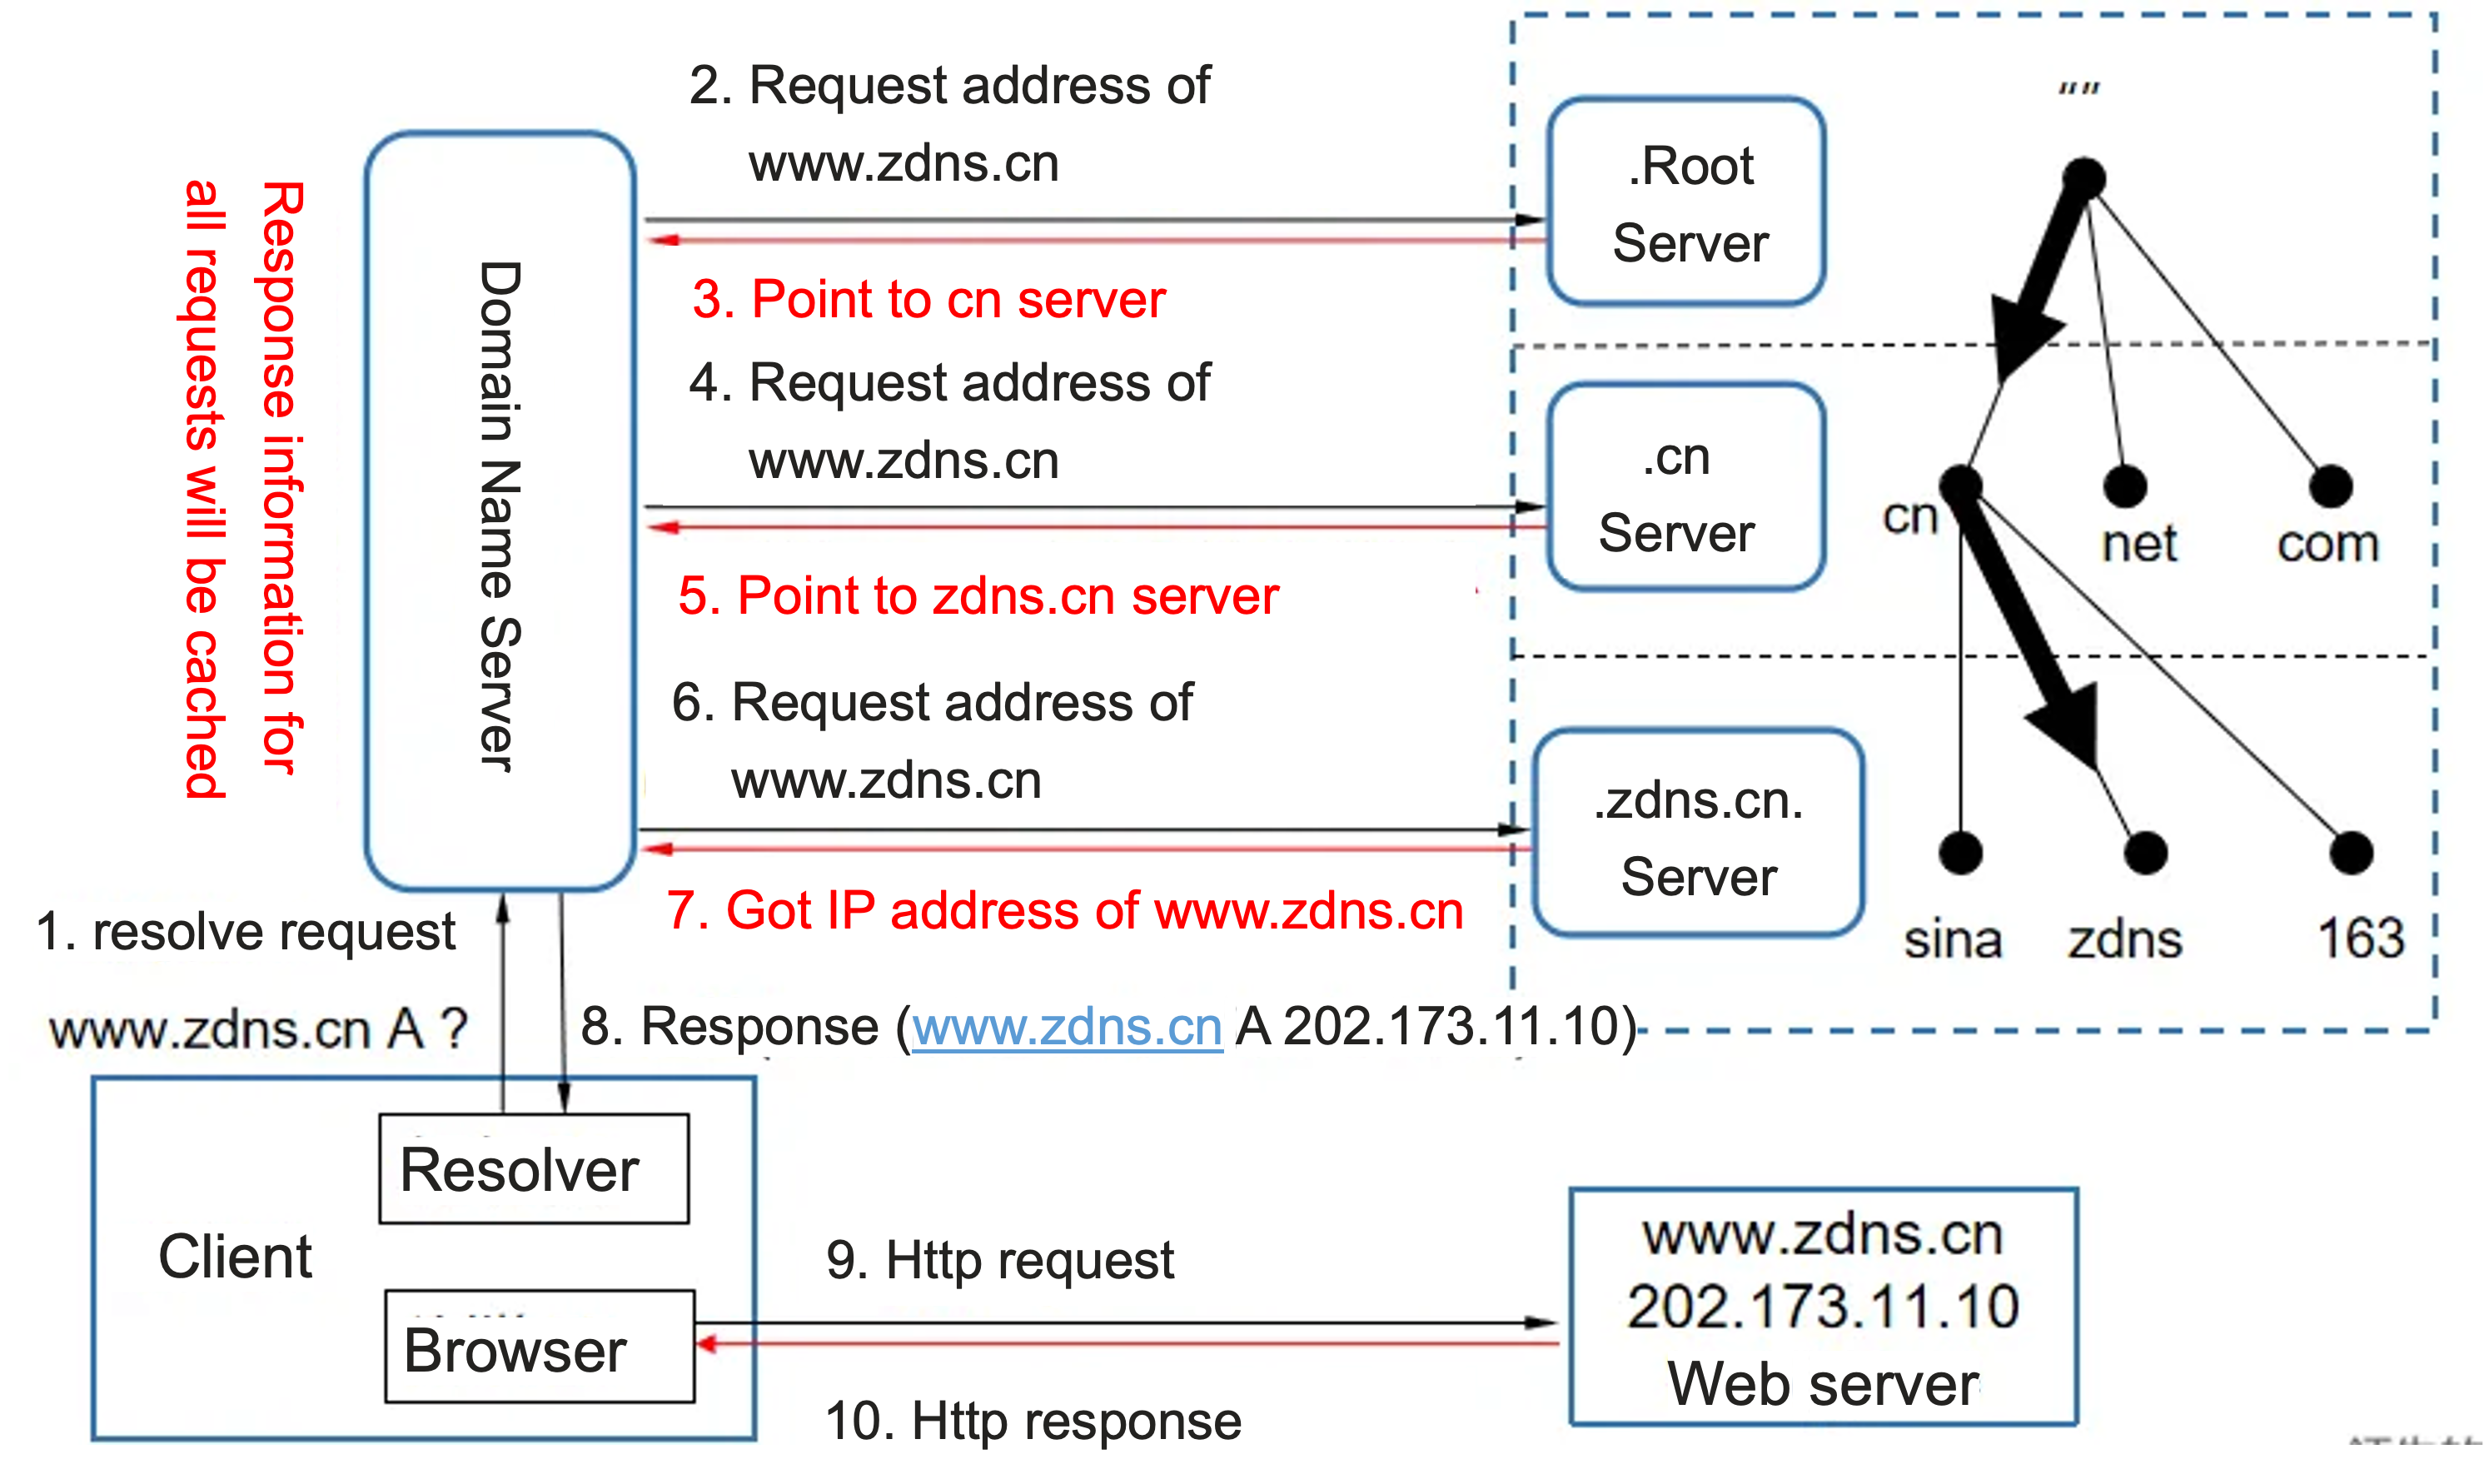 2. Request address of
www.zdns.cn
3. Point to cn server
4. Request address of
www.zdns.cn
5. Point to zdns.cn server
6. Request address of
www.zdns.cn
7. Got IP address of www.zdns.cn
Response information for
all requests will be cached
Domain Name Server
.Root
Server
.cn
Server
.zdns.cn.
Server
""
cn
net
com
sina
zdns
163
1. resolve request
www.zdns.cn A ?
8. Response (www.zdns.cn A 202.173.11.10)
Client
Resolver
Browser
9. Http request
10. Http response
www.zdns.cn
202.173.11.10
Web server